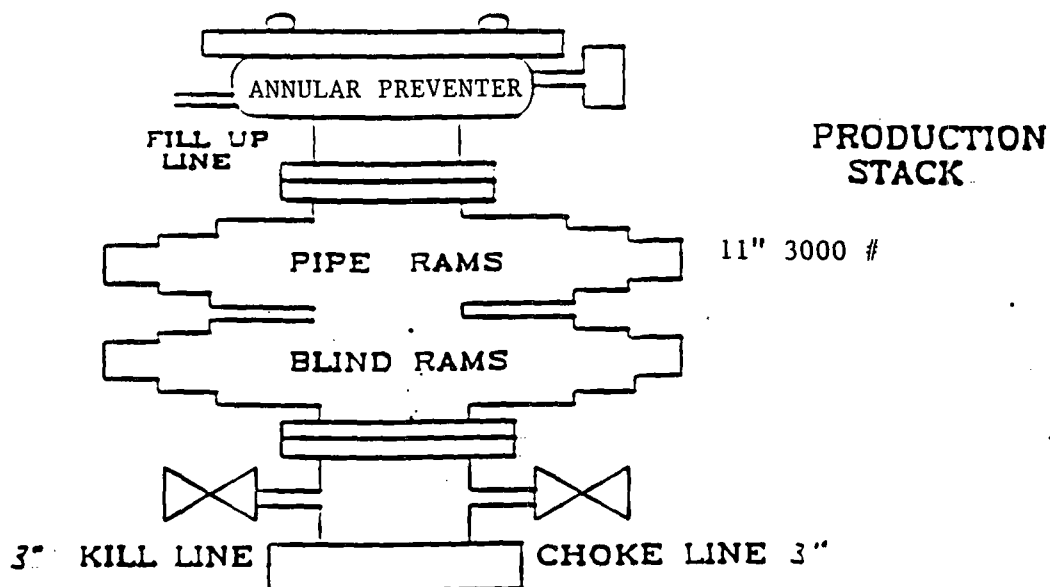 ANNULAR PREVENTER
FILL UP
LINE
PRODUCTION
STACK
PIPE RAMS
11" 3000 #
BLIND RAMS
3" KILL LINE
CHOKE LINE 3"